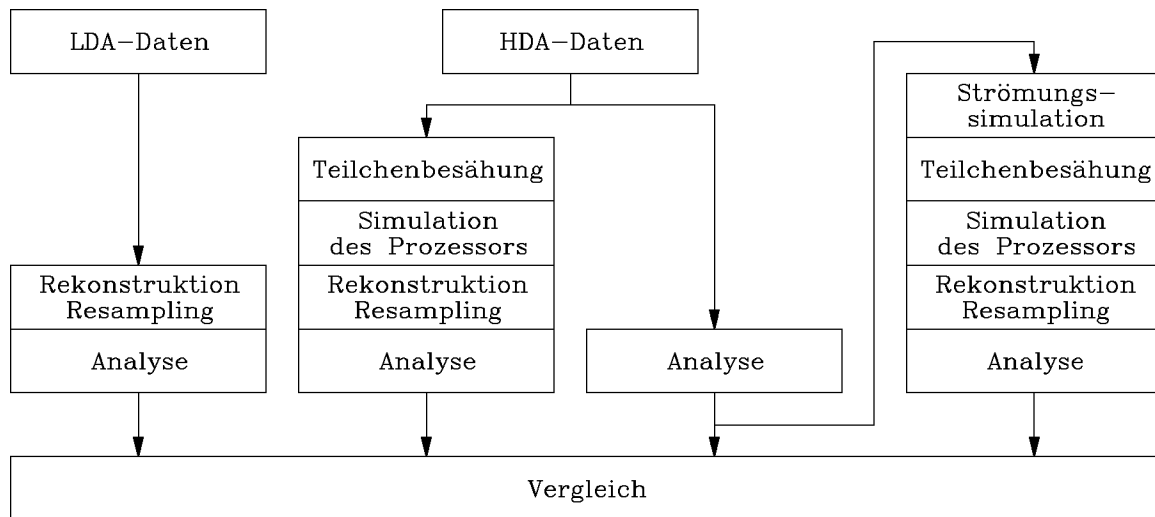 LDA-Daten
HDA-Daten
Strömungs-
simulation
Teilchenbesähung
Teilchenbesähung
Simulation
des Prozessors
Simulation
des Prozessors
Rekonstruktion
Resampling
Rekonstruktion
Resampling
Rekonstruktion
Resampling
Analyse
Analyse
Analyse
Analyse
Vergleich